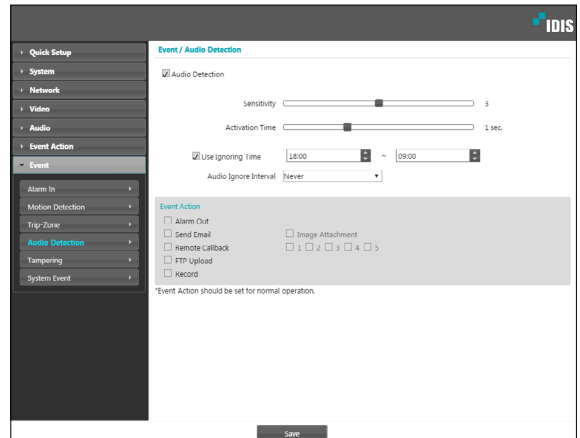 IDIS
Quick Setup
System
Network
Video
Audio
Event Action
Event
Alarm In
Motion Detection
Trip-Zone
Audio Detection
Tampering
System Event
Event / Audio Detection
Audio Detection
Sensitivity 3
Activation Time 1 sec.
Use Ignoring Time 18:00 ~ 09:00
Audio Ignore Interval Never
Event Action
Alarm Out
Send Email Image Attachment
Remote Callback 1 2 3 4 5
FTP Upload
Record
*Event Action should be set for normal operation.
Save